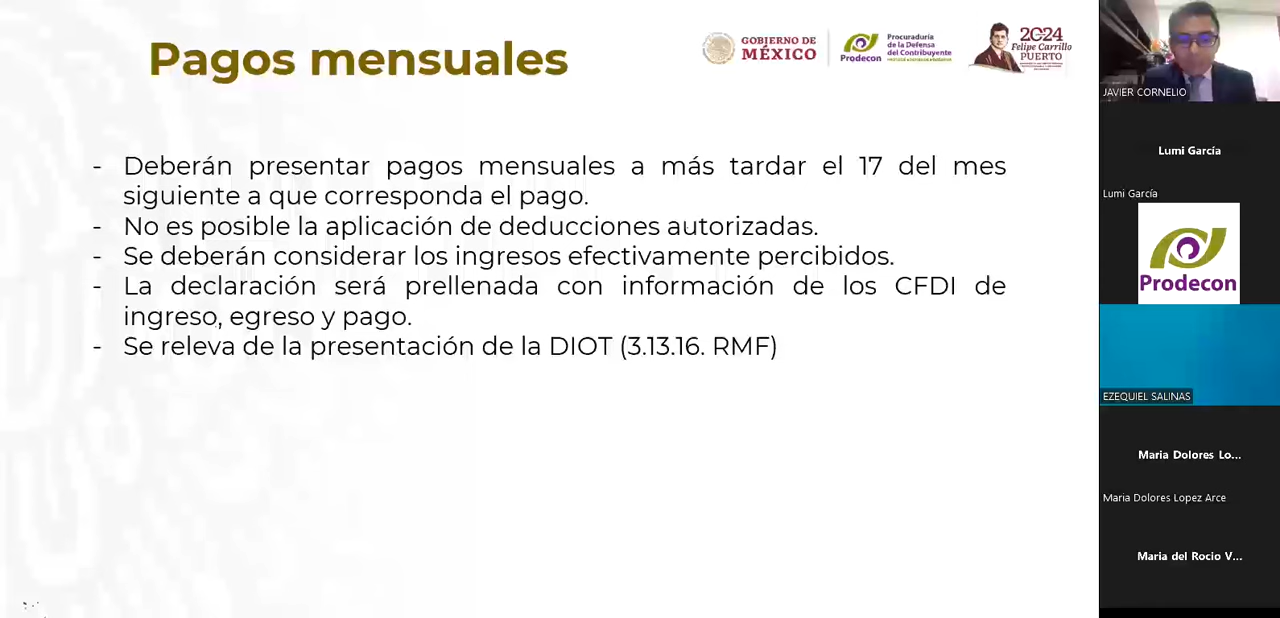 Pagos mensuales
GOBIERNO DE
MÉXICO
Procuraduría
de la Defensa
del Contribuyente
Prodecon
2024
Felipe Carrillo
PUERTO
- Deberán presentar pagos mensuales a más tardar el 17 del mes
siguiente a que corresponda el pago.
- No es posible la aplicación de deducciones autorizadas.
- Se deberán considerar los ingresos efectivamente percibidos.
- La declaración será prellenada con información de los CFDI de
ingreso, egreso y pago.
- Se releva de la presentación de la DIOT (3.13.16. RMF)
JAVIER CORNELIO
Lumi García
Lumi García
Prodecon
EZEQUIEL SALINAS
Maria Dolores Lo...
Maria Dolores Lopez Arce
Maria del Rocio V...